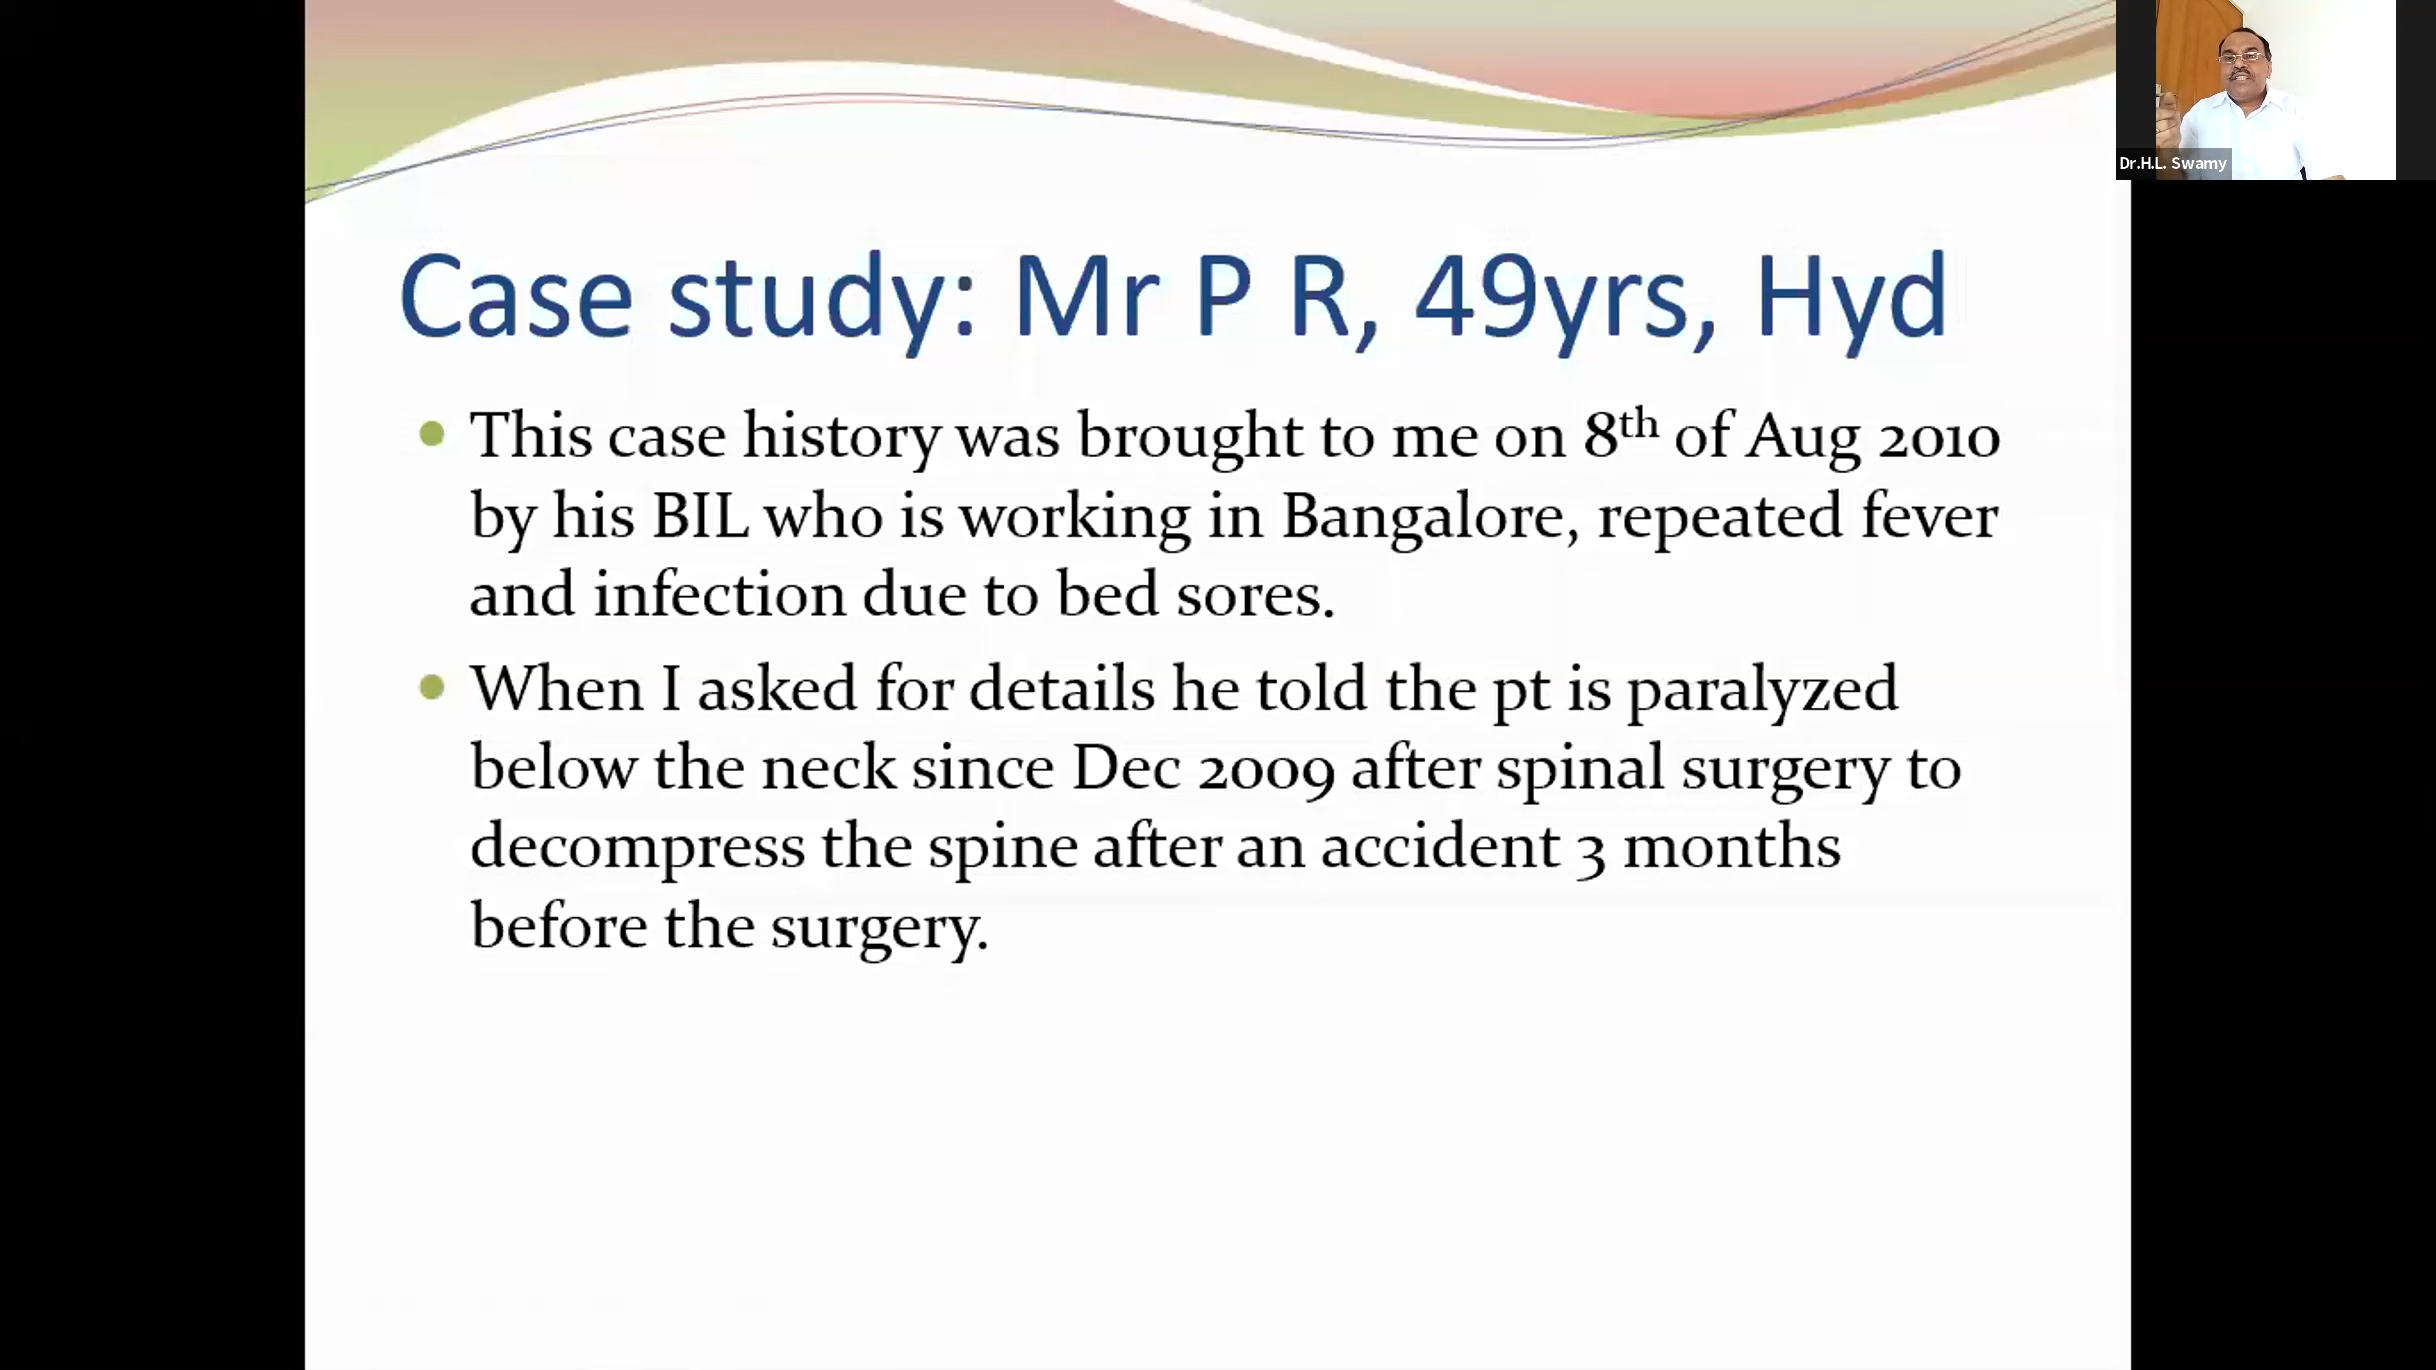 Dr.H.L. Swamy
Case study: Mr P R, 49yrs, Hyd
This case history was brought to me on 8th of Aug 2010
by his BIL who is working in Bangalore, repeated fever
and infection due to bed sores.
When I asked for details he told the pt is paralyzed
below the neck since Dec 2009 after spinal surgery to
decompress the spine after an accident 3 months
before the surgery.